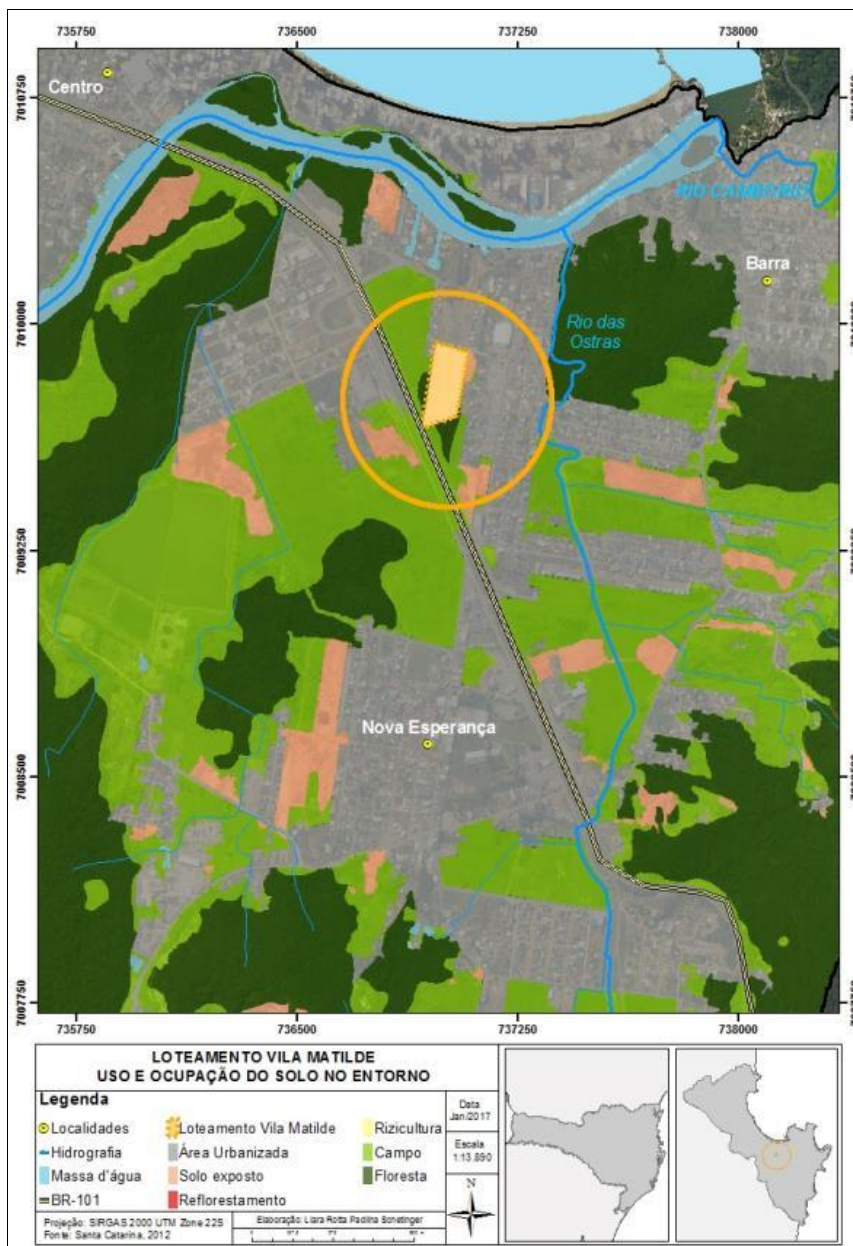 735750 736500 737250 738000
7010750
Centro
RIO CAMBORIÚ
Barra
7010000
Rio das
Ostras
7009250
Nova Esperança
7008500
7007750
735750 736500 737250 738000
LOTEAMENTO VILA MATILDE
USO E OCUPAÇÃO DO SOLO NO ENTORNO
Legenda
Localidades
Hidrografia
Massa d'água
BR-101
Loteamento Vila Matilde
Área Urbanizada
Solo exposto
Reflorestamento
Rizicultura
Campo
Floresta
Data
Jan/2017
Escala
1:13.890
N
Projeção: SIRGAS 2000 UTM Zone 22S
Fonte: Santa Catarina, 2012
Elaboração: Liara Rotta Padilha Schetinger